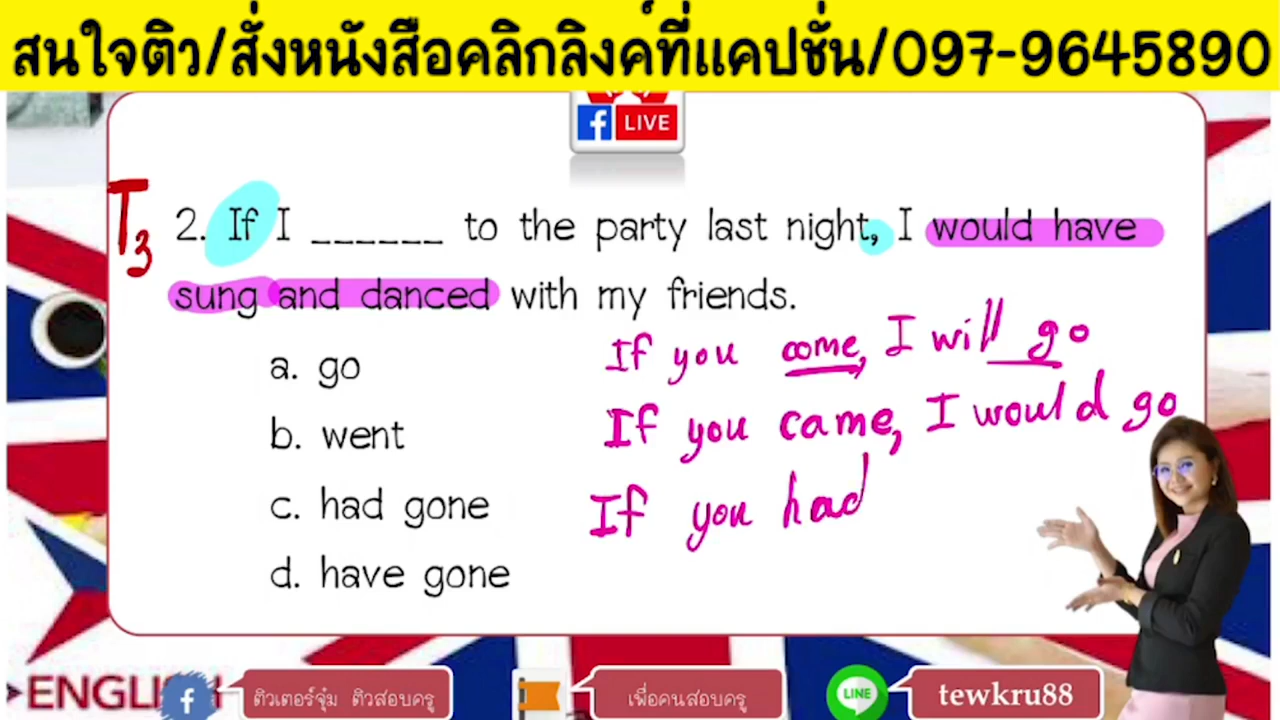 สนใจติว/สั่งหนังสือคลิกลิงค์ที่แคปชั่น/097-9645890
f LIVE
T3
2. If I ______ to the party last night, I would have
sung and danced with my friends.
a. go
b. went
c. had gone
d. have gone
If you come, I will go
If you came, I would go
If you had
ENGLISH
f
ติวเตอร์จุ๋ม ติวสอบครู
เพื่อคนสอบครู
LINE
tewkru88